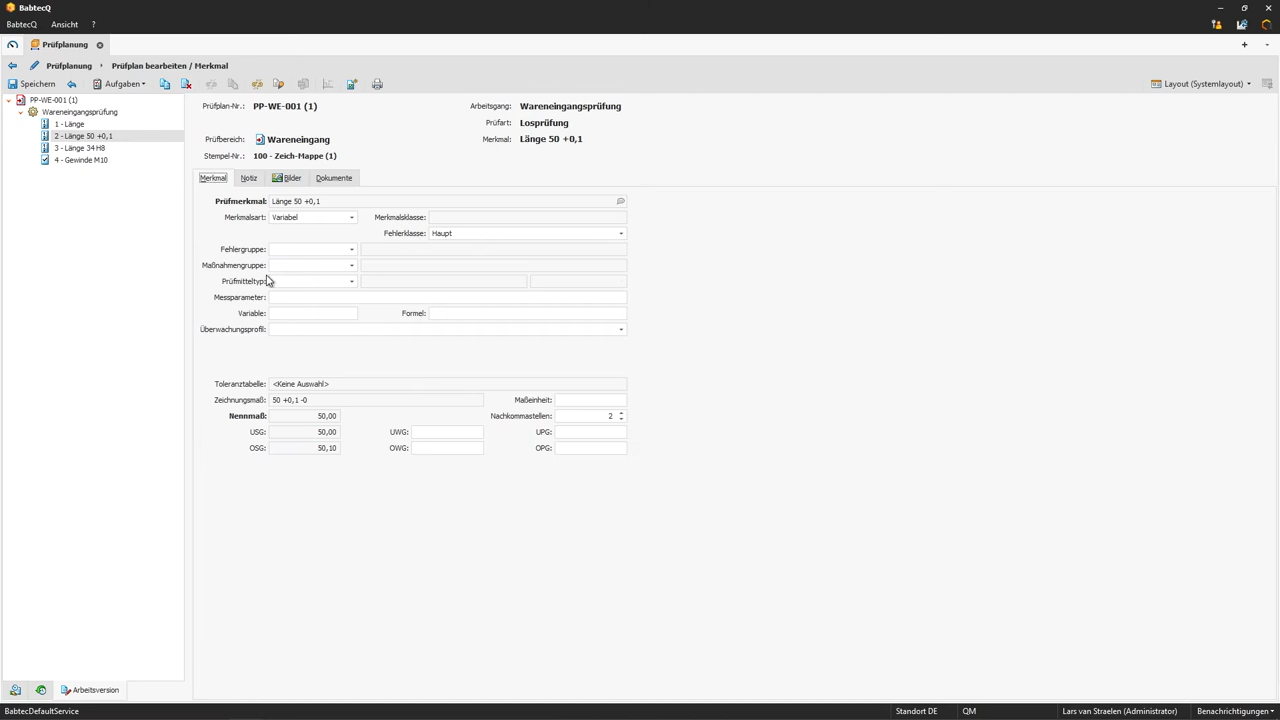 BabtecQ
BabtecQ Ansicht ?
Prüfplanung
Prüfplanung › Prüfplan bearbeiten / Merkmal
Speichern Aufgaben Layout (Systemlayout)
PP-WE-001 (1)
Wareneingangsprüfung
1 - Länge
2 - Länge 50 +0,1
3 - Länge 34 H8
4 - Gewinde M10
Prüfplan-Nr.: PP-WE-001 (1) Arbeitsgang: Wareneingangsprüfung
Prüfart: Losprüfung
Prüfbereich: Wareneingang Merkmal: Länge 50 +0,1
Stempel-Nr.: 100 - Zeich-Mappe (1)
Merkmal Notiz Bilder Dokumente
Prüfmerkmal: Länge 50 +0,1
Merkmalsart: Variabel Merkmalsklasse:
Fehlerklasse: Haupt
Fehlergruppe:
Maßnahmengruppe:
Prüfmitteltyp:
Messparameter:
Variable: Formel:
Überwachungsprofil:
Toleranztabelle: <Keine Auswahl>
Zeichnungsmaß: 50 +0,1 -0 Maßeinheit:
Nennmaß: 50,00 Nachkommastellen: 2
USG: 50,00 UWG: UPG:
OSG: 50,10 OWG: OPG:
Arbeitsversion
BabtecDefaultService Standort DE QM Lars van Straelen (Administrator) Benachrichtigungen